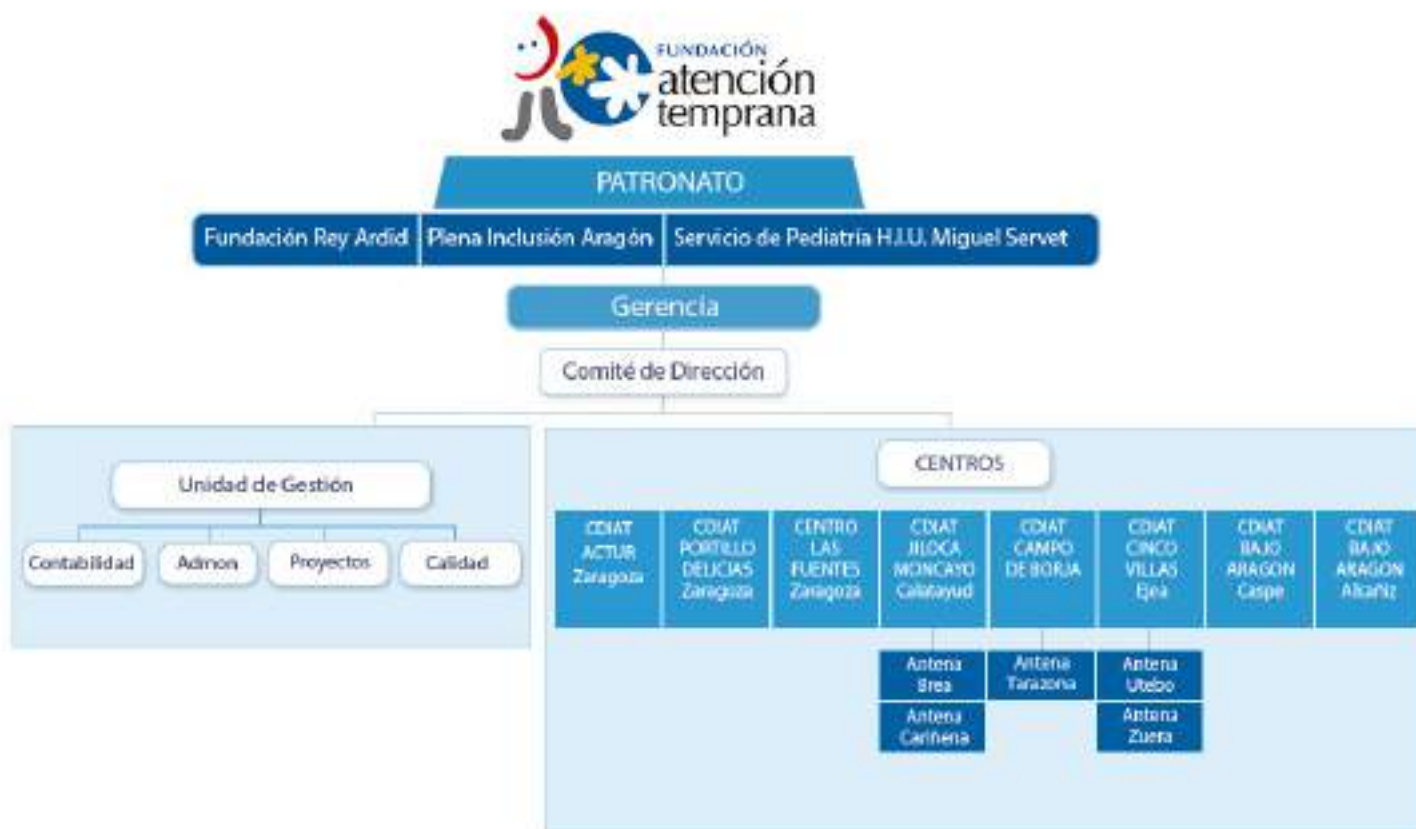 FUNDACIÓN
atención
temprana
PATRONATO
Fundación Rey Ardid
Plena Inclusión Aragón
Servicio de Pediatría H.I.U. Miguel Servet
Gerencia
Comité de Dirección
Unidad de Gestión
Contabilidad
Admon
Proyectos
Calidad
CENTROS
CDIAT
ACTUR
Zaragoza
CDIAT
PORTILLO
DELICIAS
Zaragoza
CENTRO
LAS
FUENTES
Zaragoza
CDIAT
JILOCA
MONCAYO
Calatayud
CDIAT
CAMPO
DE BORJA
CDIAT
CINCO
VILLAS
Ejea
CDIAT
BAJO
ARAGON
Caspe
CDIAT
BAJO
ARAGON
Alcañiz
Antena
Brea
Antena
Cariñena
Antena
Tarazona
Antena
Utebo
Antena
Zuera